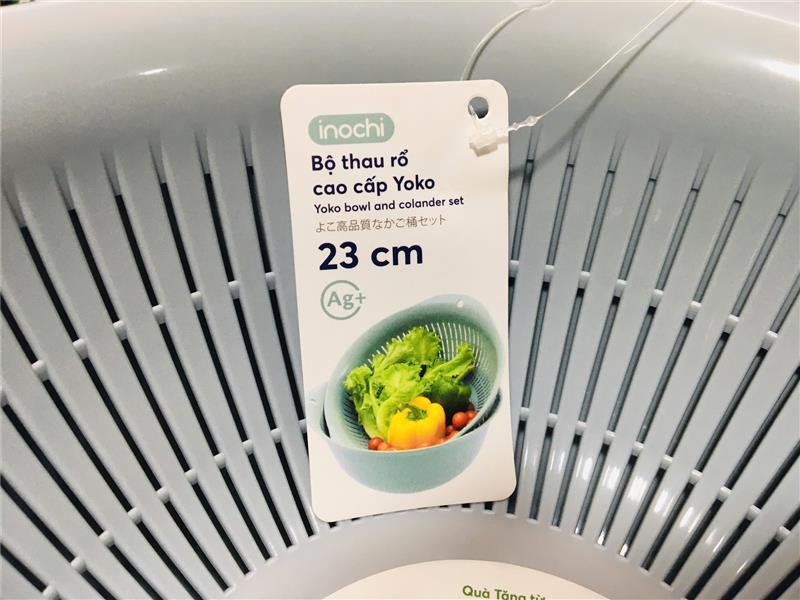 inochi
Bộ thau rổ
cao cấp Yoko
Yoko bowl and colander set
よこ高品質なかご桶セット
23 cm
Ag+
Quà Tặng từ